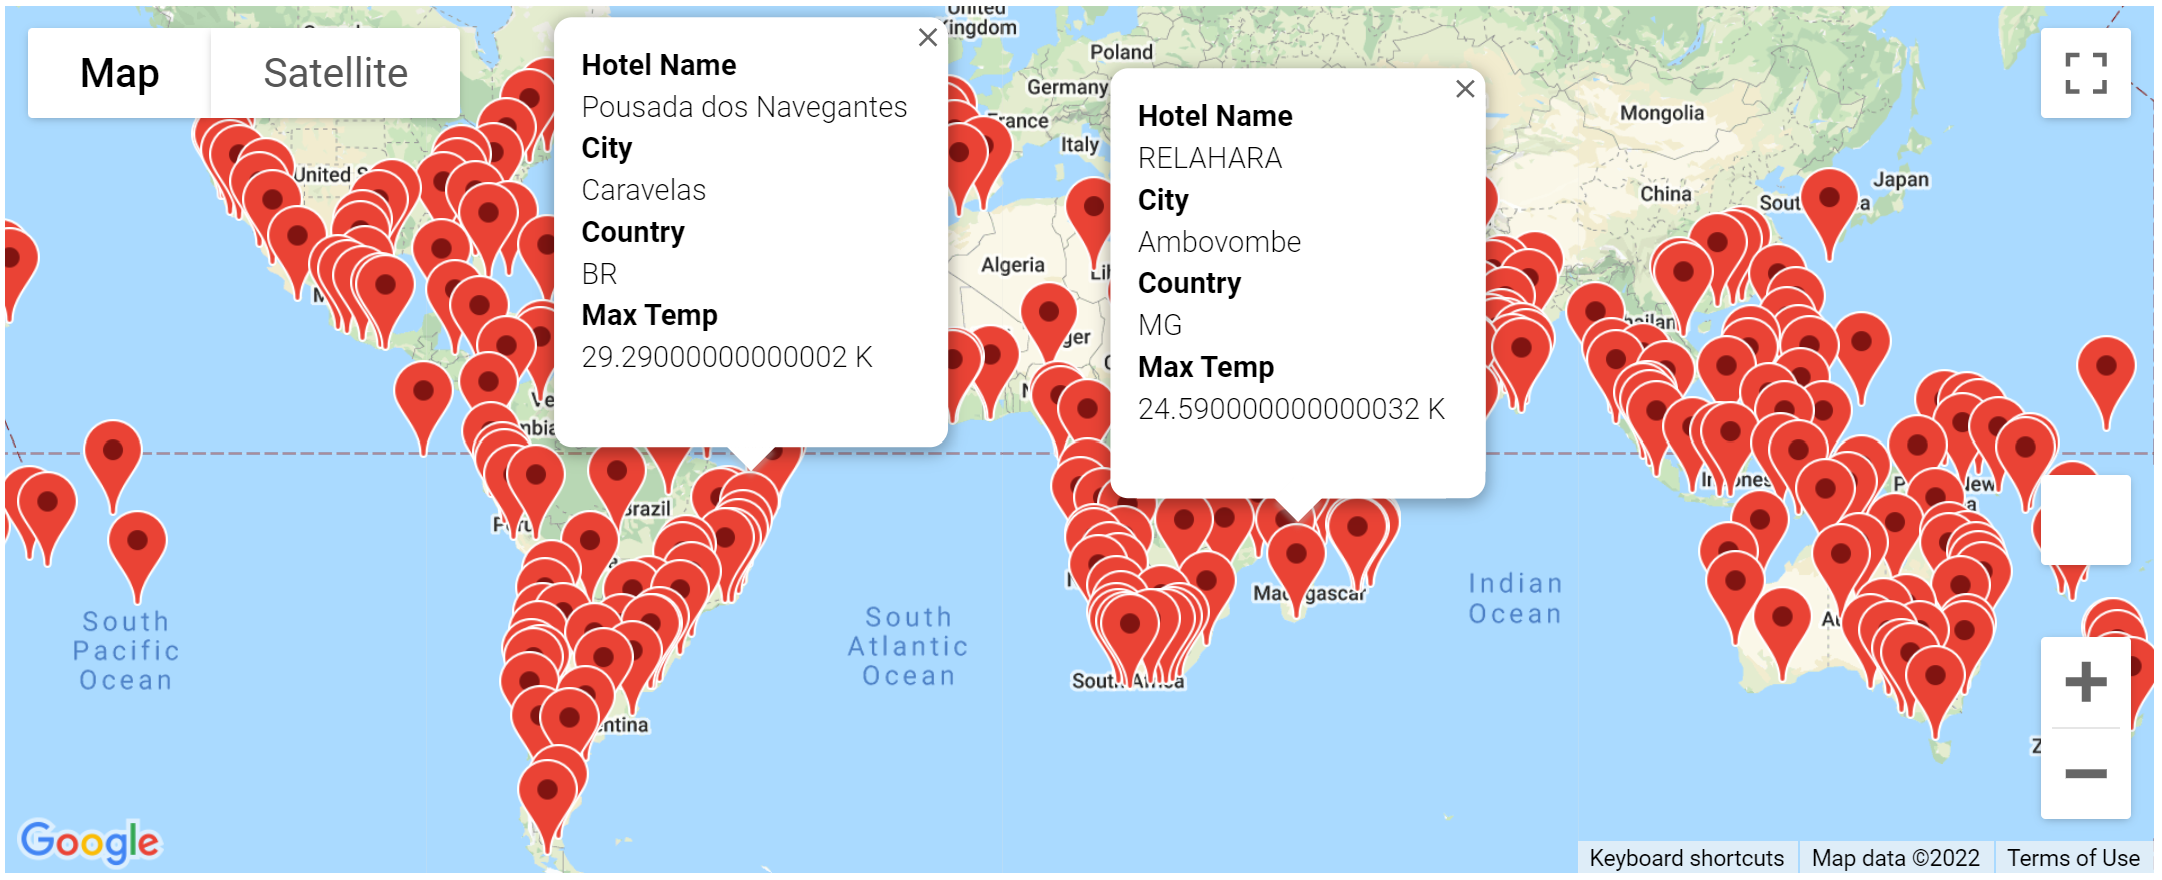 Map
Satellite
Hotel Name
Pousada dos Navegantes
City
Caravelas
Country
BR
Max Temp
29.29000000000002 K
Hotel Name
RELAHARA
City
Ambovombe
Country
MG
Max Temp
24.590000000000032 K
United
ingdom
Poland
Germany
France
Italy
Mongolia
China
Japan
United S
Algeria
Brazil
South
Pacific
Ocean
South
Atlantic
Ocean
Indian
Ocean
Madagascar
South Africa
entina
Google
Keyboard shortcuts
Map data ©2022
Terms of Use